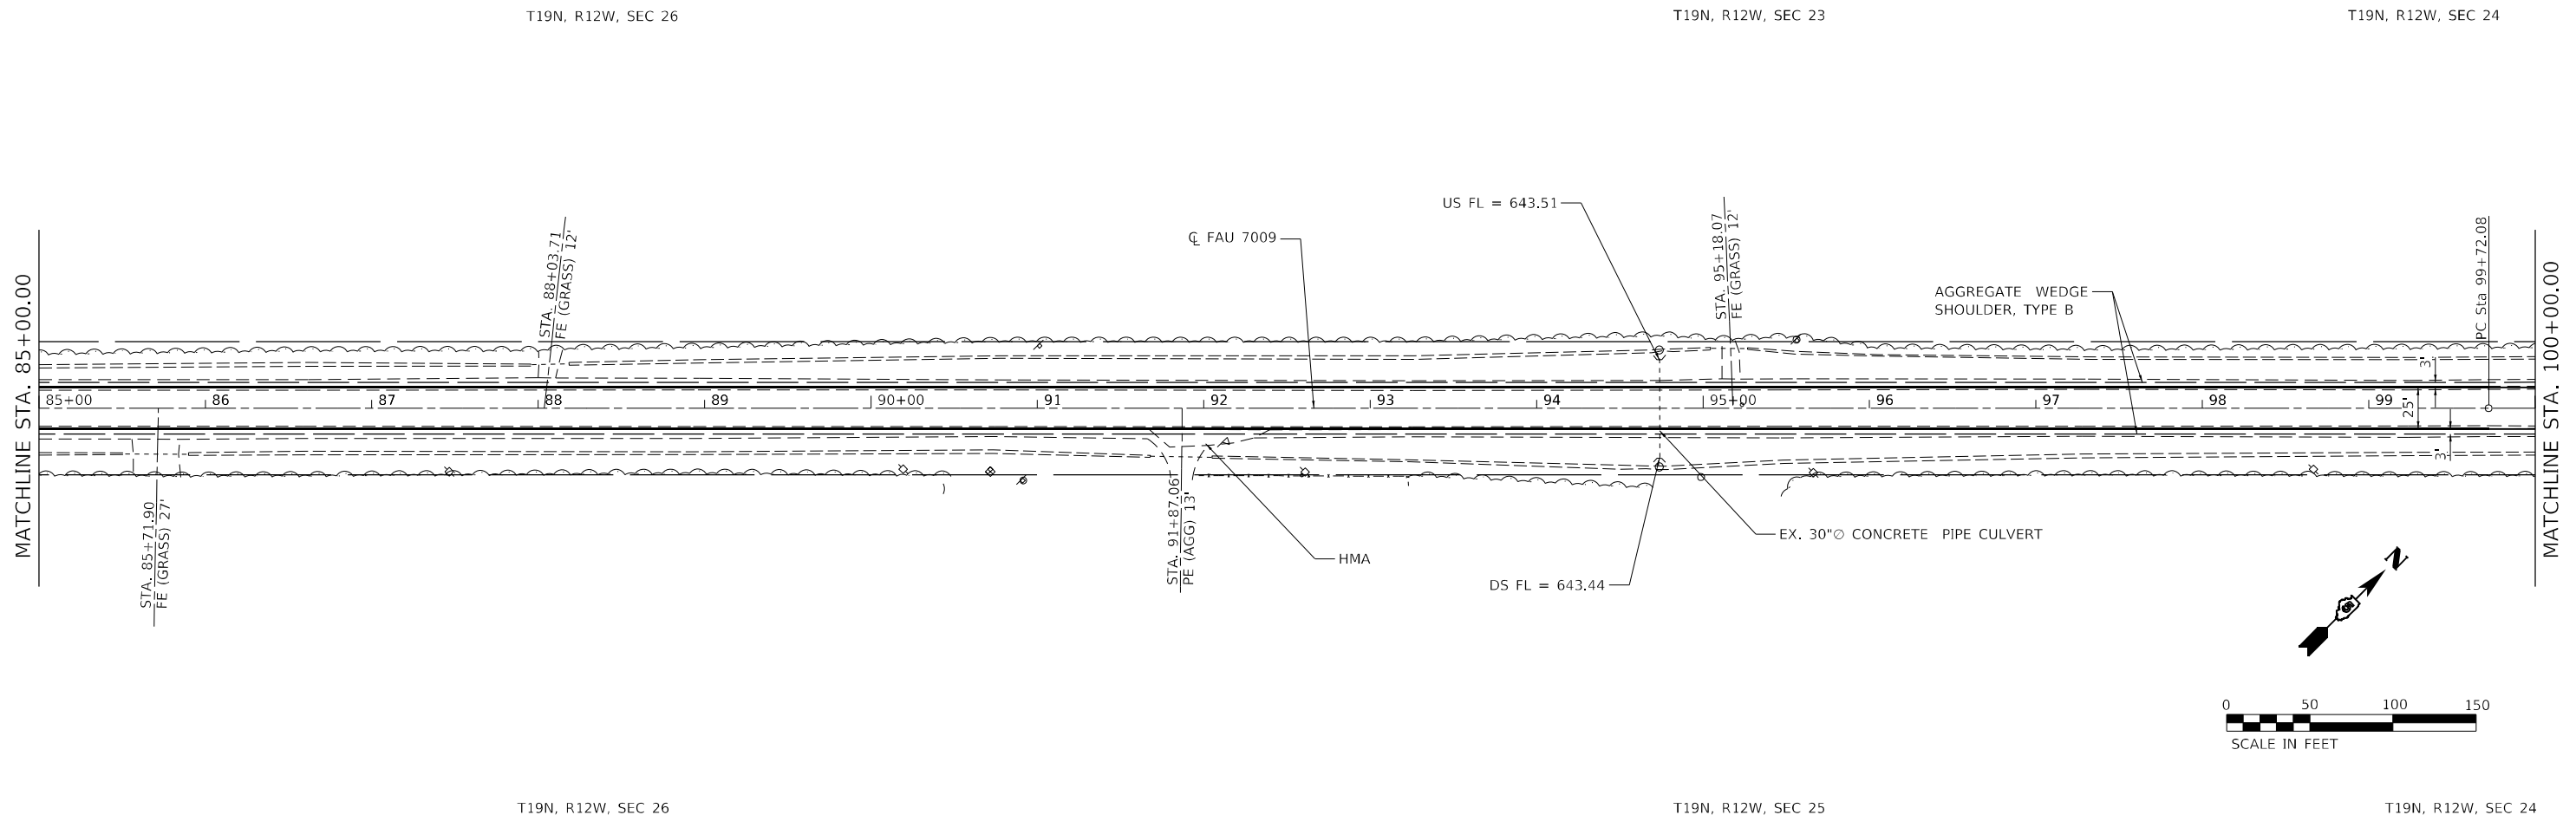 T19N, R12W, SEC 26
T19N, R12W, SEC 23
T19N, R12W, SEC 24
US FL = 643.51
℄ FAU 7009
STA. 88+03.71
FE (GRASS) 12'
STA. 95+18.07
FE (GRASS) 12'
AGGREGATE WEDGE
SHOULDER, TYPE B
PC Sta 99+72.08
MATCHLINE STA. 85+00.00
MATCHLINE STA. 100+00.00
3'
85+00
86
87
88
89
90+00
91
92
93
94
95+00
96
97
98
99
25'
3'
STA. 85+71.90
FE (GRASS) 27'
STA. 91+87.06
PE (AGG) 13'
HMA
EX. 30"∅ CONCRETE PIPE CULVERT
DS FL = 643.44
N
0 50 100 150
SCALE IN FEET
T19N, R12W, SEC 26
T19N, R12W, SEC 25
T19N, R12W, SEC 24